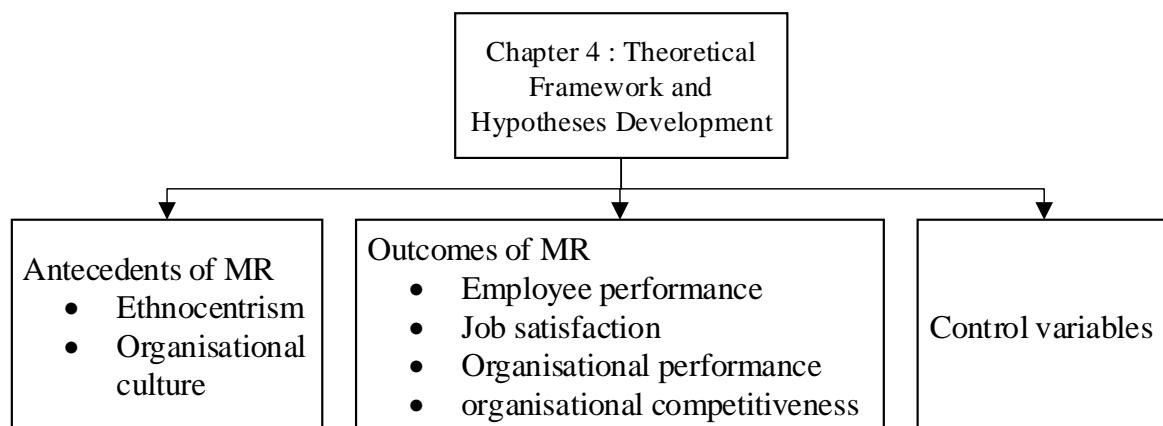 Chapter 4 : Theoretical
Framework and
Hypotheses Development
Antecedents of MR
• Ethnocentrism
• Organisational
culture
Outcomes of MR
• Employee performance
• Job satisfaction
• Organisational performance
• organisational competitiveness
Control variables